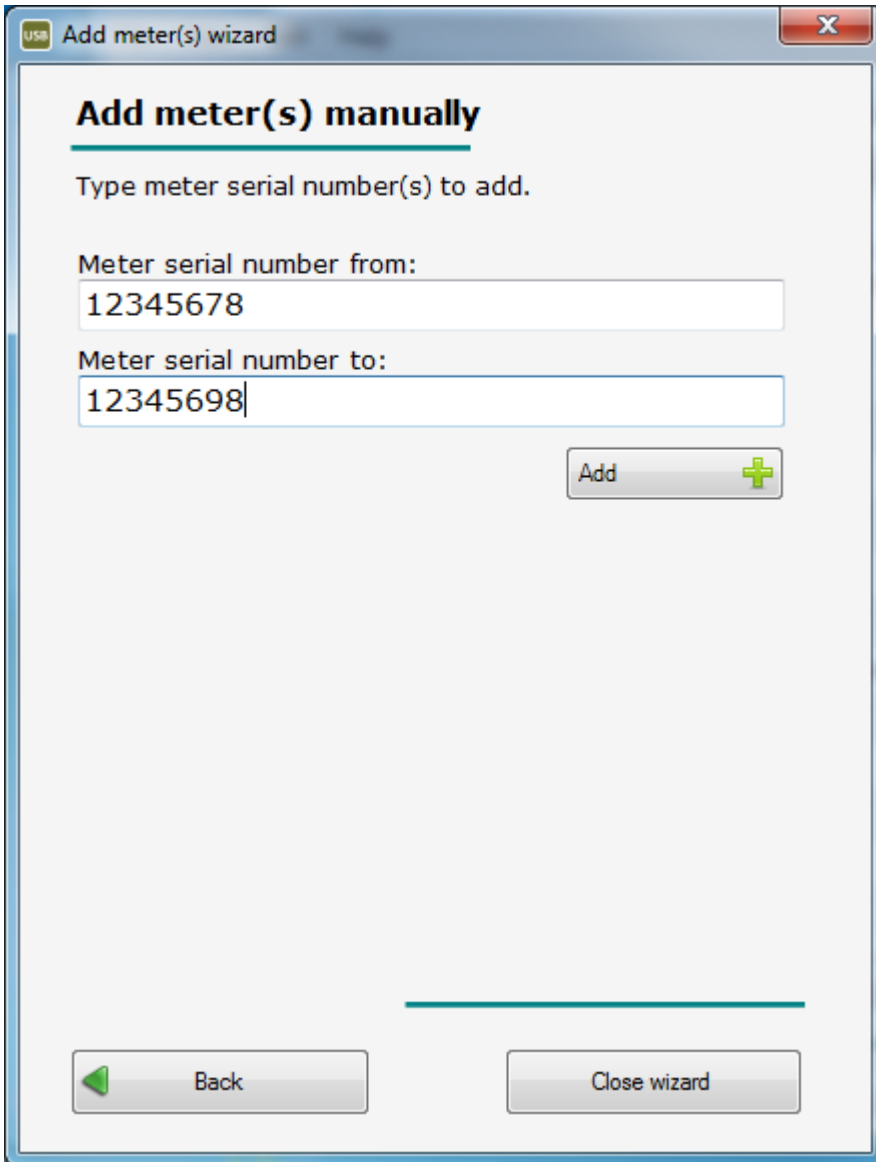 USB Add meter(s) wizard
Add meter(s) manually
Type meter serial number(s) to add.
Meter serial number from:
12345678
Meter serial number to:
12345698
Add
Back
Close wizard